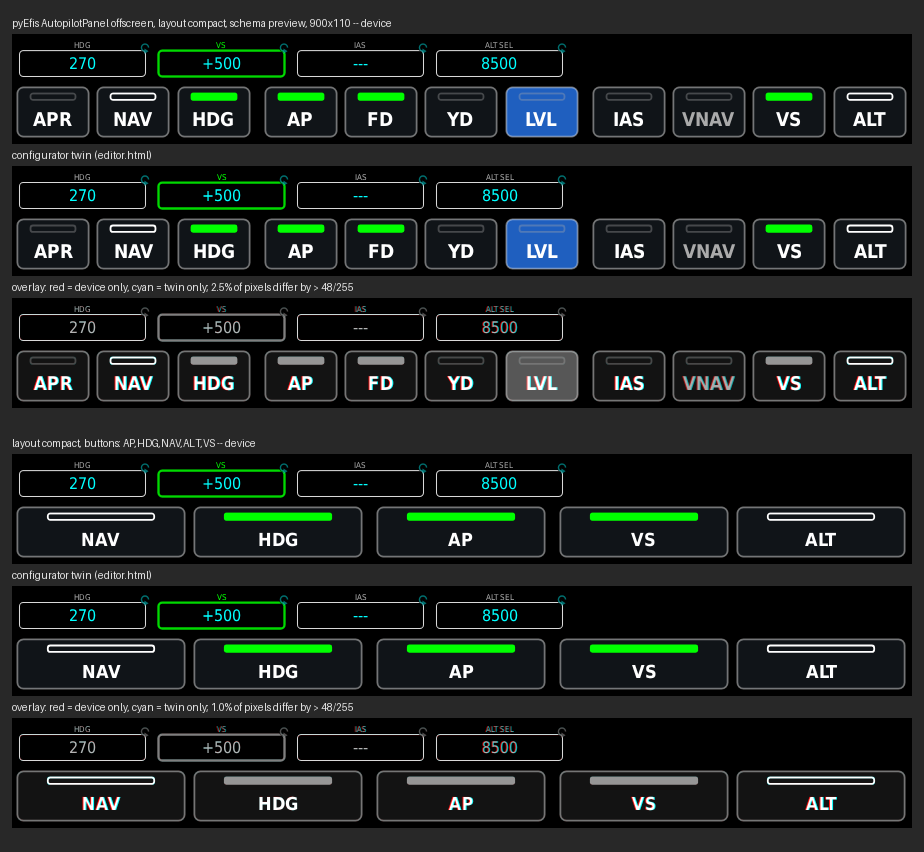 pyEfis AutopilotPanel offscreen, layout compact, schema preview, 900x110 -- device
HDG VS IAS ALT SEL
270 +500 --- 8500
APR NAV HDG AP FD YD LVL IAS VNAV VS ALT
configurator twin (editor.html)
HDG VS IAS ALT SEL
270 +500 --- 8500
APR NAV HDG AP FD YD LVL IAS VNAV VS ALT
overlay: red = device only, cyan = twin only; 2.5% of pixels differ by > 48/255
HDG VS IAS ALT SEL
270 +500 --- 8500
APR NAV HDG AP FD YD LVL IAS VNAV VS ALT
layout compact, buttons: AP,HDG,NAV,ALT,VS -- device
HDG VS IAS ALT SEL
270 +500 --- 8500
NAV HDG AP VS ALT
configurator twin (editor.html)
HDG VS IAS ALT SEL
270 +500 --- 8500
NAV HDG AP VS ALT
overlay: red = device only, cyan = twin only; 1.0% of pixels differ by > 48/255
HDG VS IAS ALT SEL
270 +500 --- 8500
NAV HDG AP VS ALT